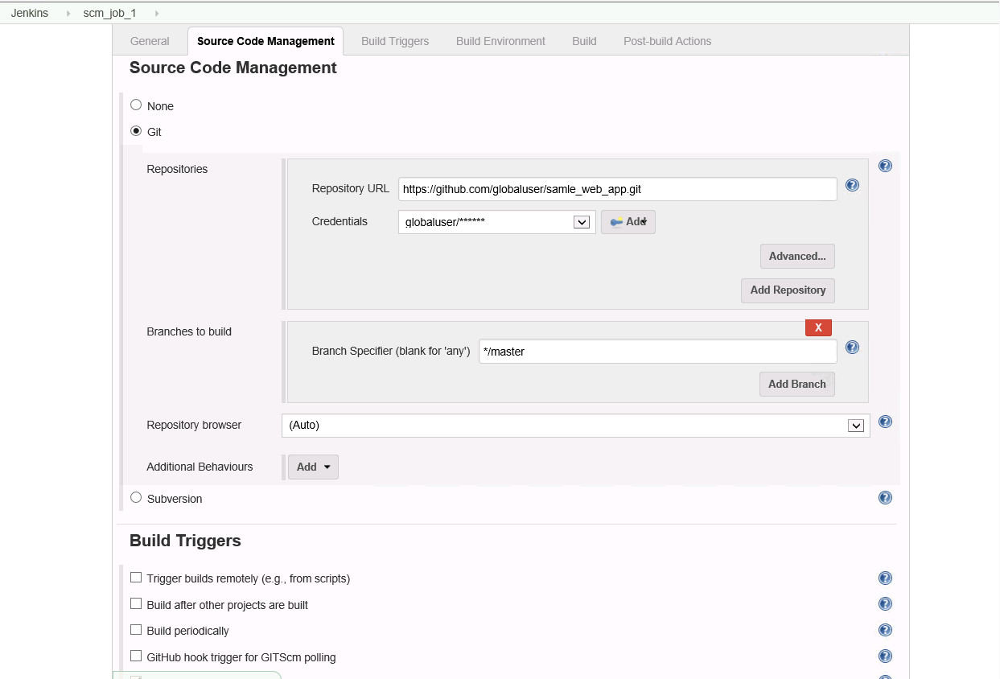 Jenkins scm_job_1
General Source Code Management Build Triggers Build Environment Build Post-build Actions
Source Code Management
None
Git
Repositories
Repository URL https://github.com/globaluser/samle_web_app.git
Credentials globaluser/****** Add
Advanced...
Add Repository
Branches to build
X
Branch Specifier (blank for 'any') */master
Add Branch
Repository browser (Auto)
Additional Behaviours Add
Subversion
Build Triggers
Trigger builds remotely (e.g., from scripts)
Build after other projects are built
Build periodically
GitHub hook trigger for GITScm polling